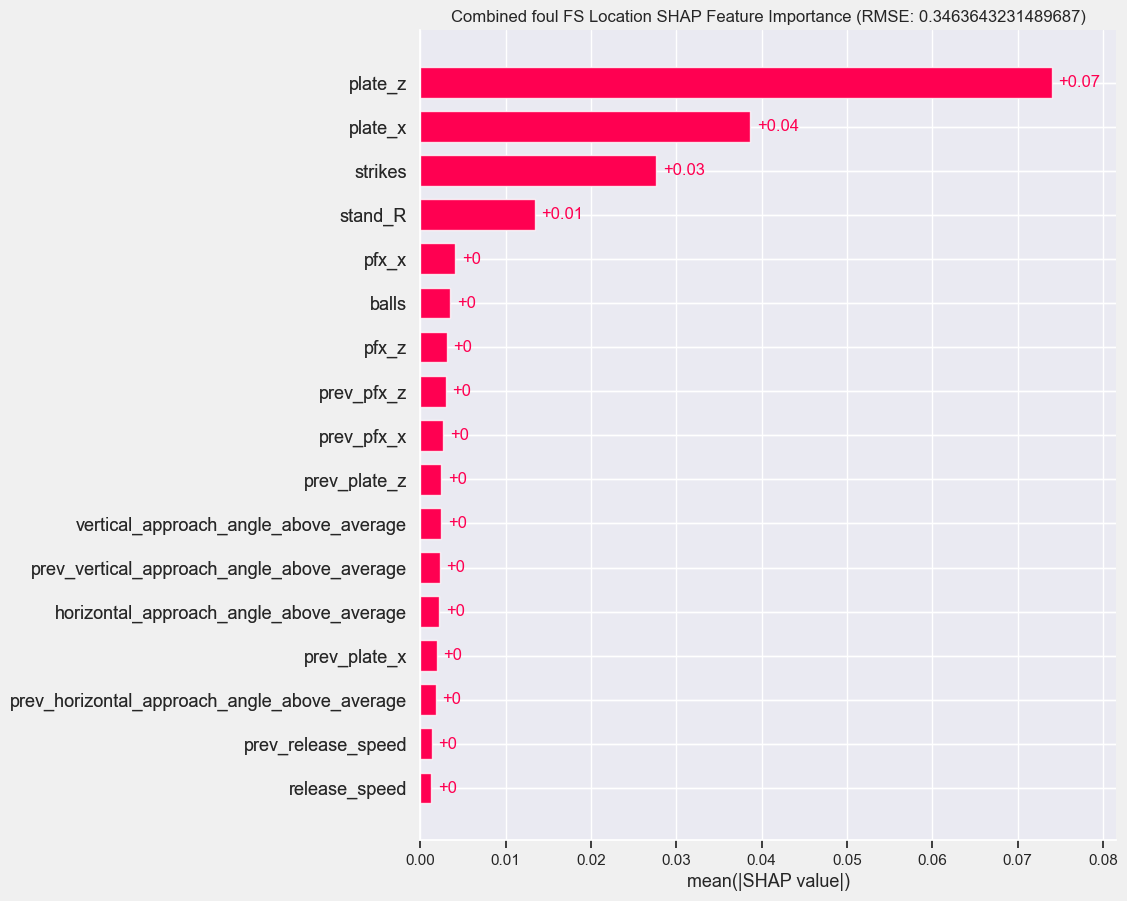 Combined foul FS Location SHAP Feature Importance (RMSE: 0.3463643231489687)
plate_z +0.07
plate_x +0.04
strikes +0.03
stand_R +0.01
pfx_x +0
balls +0
pfx_z +0
prev_pfx_z +0
prev_pfx_x +0
prev_plate_z +0
vertical_approach_angle_above_average +0
prev_vertical_approach_angle_above_average +0
horizontal_approach_angle_above_average +0
prev_plate_x +0
prev_horizontal_approach_angle_above_average +0
prev_release_speed +0
release_speed +0
0.00 0.01 0.02 0.03 0.04 0.05 0.06 0.07 0.08
mean(|SHAP value|)